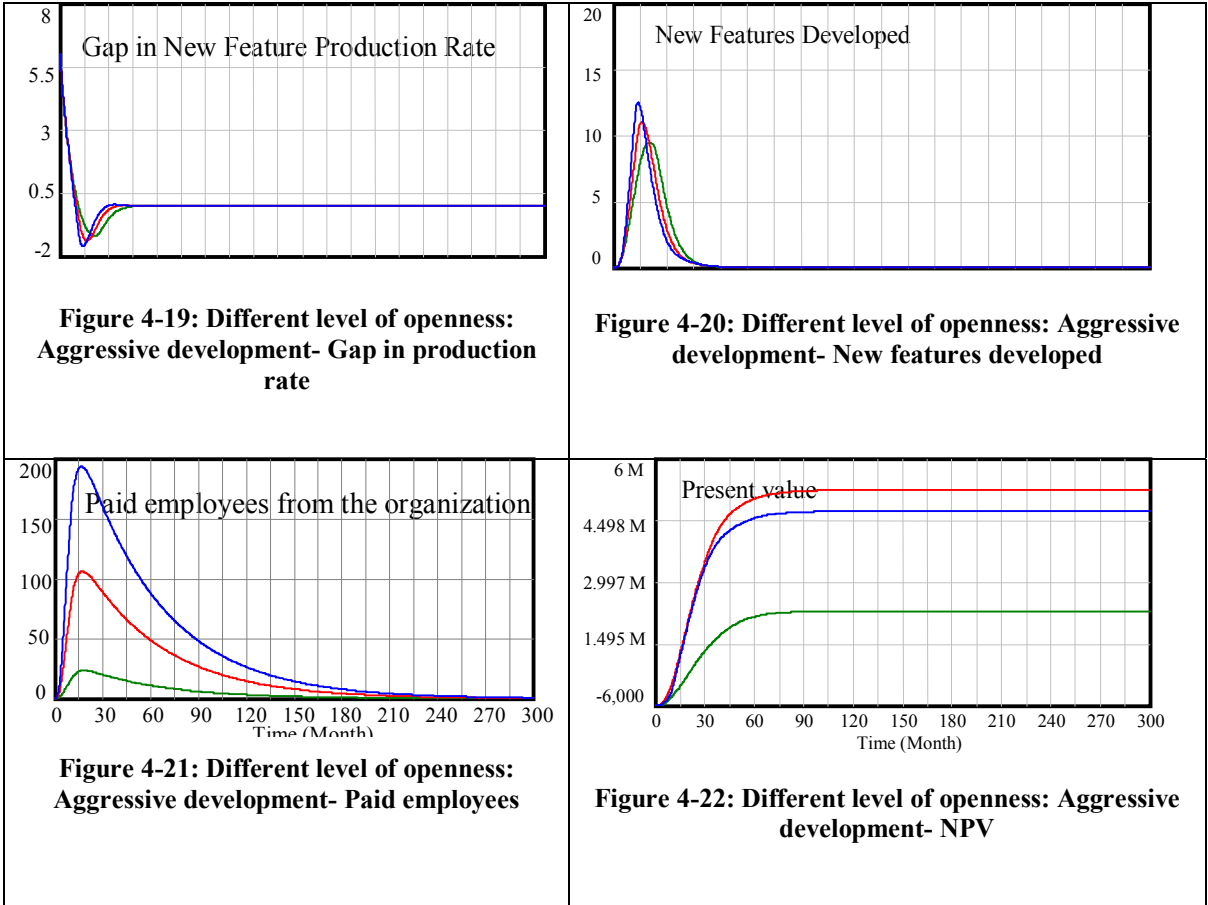 8
Gap in New Feature Production Rate
5.5
3
0.5
-2
Figure 4-19: Different level of openness:
Aggressive development- Gap in production
rate
20
New Features Developed
15
10
5
0
Figure 4-20: Different level of openness: Aggressive
development- New features developed
200
Paid employees from the organization
150
100
50
0
0 30 60 90 120 150 180 210 240 270 300
Time (Month)
Figure 4-21: Different level of openness:
Aggressive development- Paid employees
6 M
Present value
4.498 M
2.997 M
1.495 M
-6,000
0 30 60 90 120 150 180 210 240 270 300
Time (Month)
Figure 4-22: Different level of openness: Aggressive
development- NPV